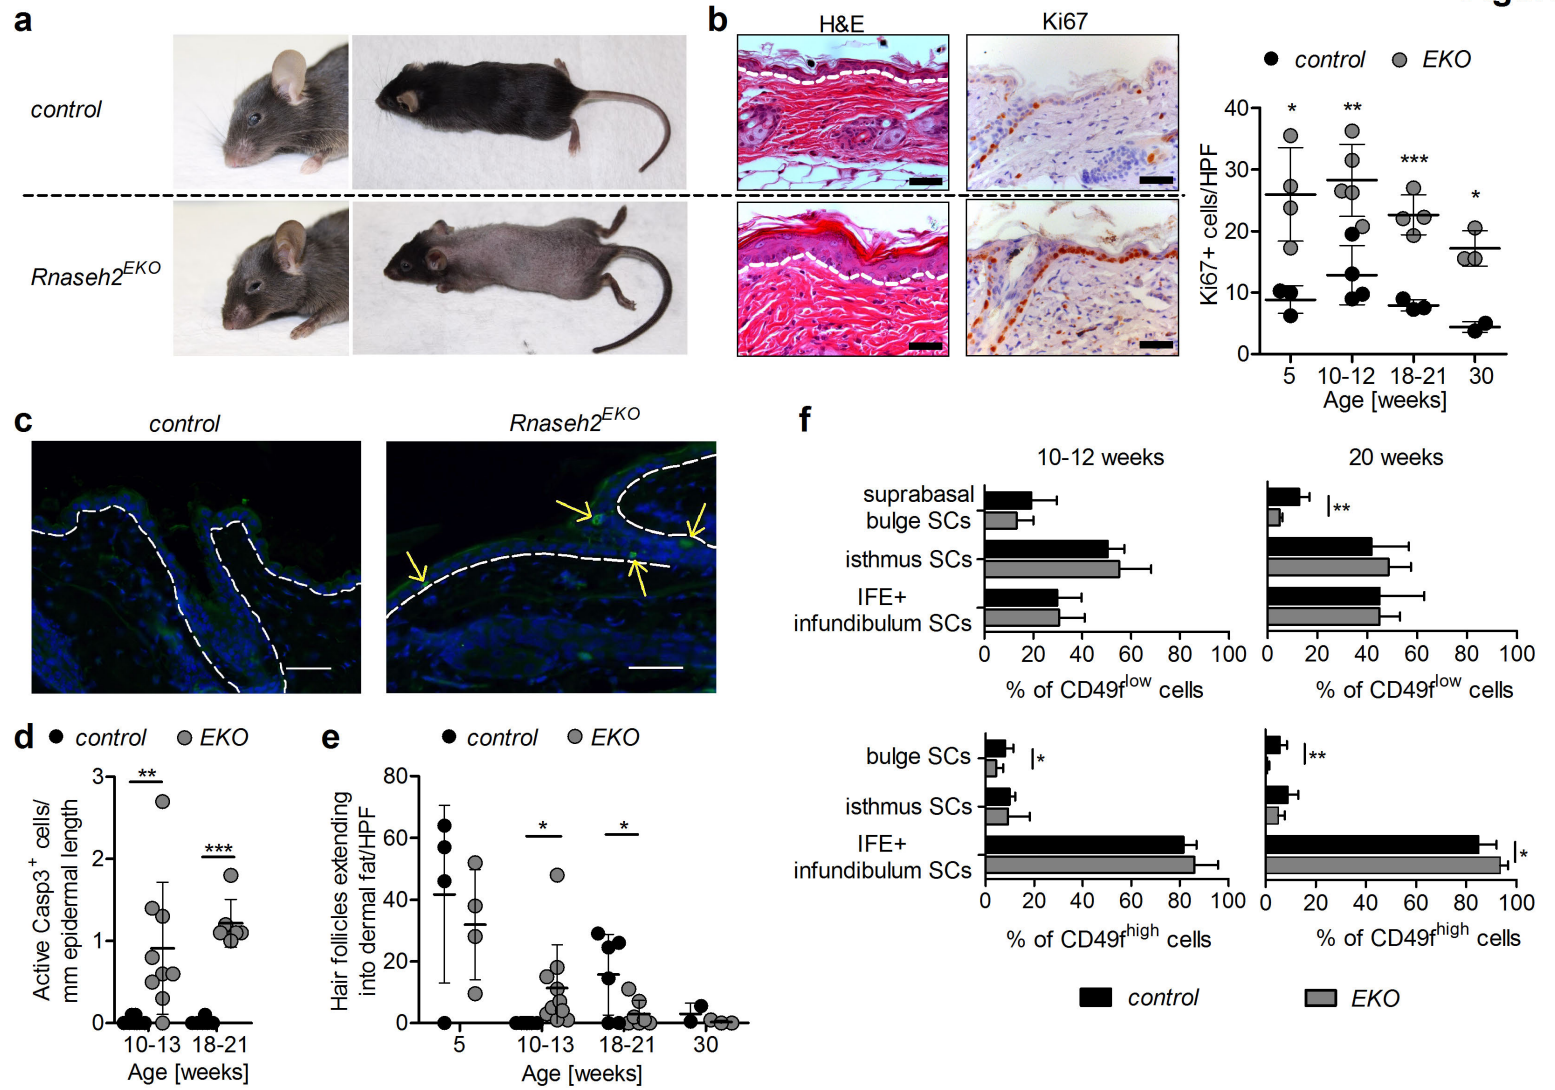 a
control
Rnaseh2EKO
b
H&E
Ki67
control
EKO
Ki67+ cells/HPF
40
30
20
10
0
*
**
***
*
5
10-12
18-21
30
Age [weeks]
c
control
Rnaseh2EKO
d
control
EKO
Active Casp3+ cells/
mm epidermal length
3
2
1
0
**
***
10-13
18-21
Age [weeks]
e
control
EKO
Hair follicles extending
into dermal fat/HPF
80
60
40
20
0
*
*
5
10-13
18-21
30
Age [weeks]
f
10-12 weeks
20 weeks
suprabasal
bulge SCs
**
isthmus SCs
IFE+
infundibulum SCs
0 20 40 60 80 100
0 20 40 60 80 100
% of CD49flow cells
% of CD49flow cells
bulge SCs
*
**
isthmus SCs
IFE+
infundibulum SCs
*
0 20 40 60 80 100
0 20 40 60 80 100
% of CD49fhigh cells
% of CD49fhigh cells
control
EKO